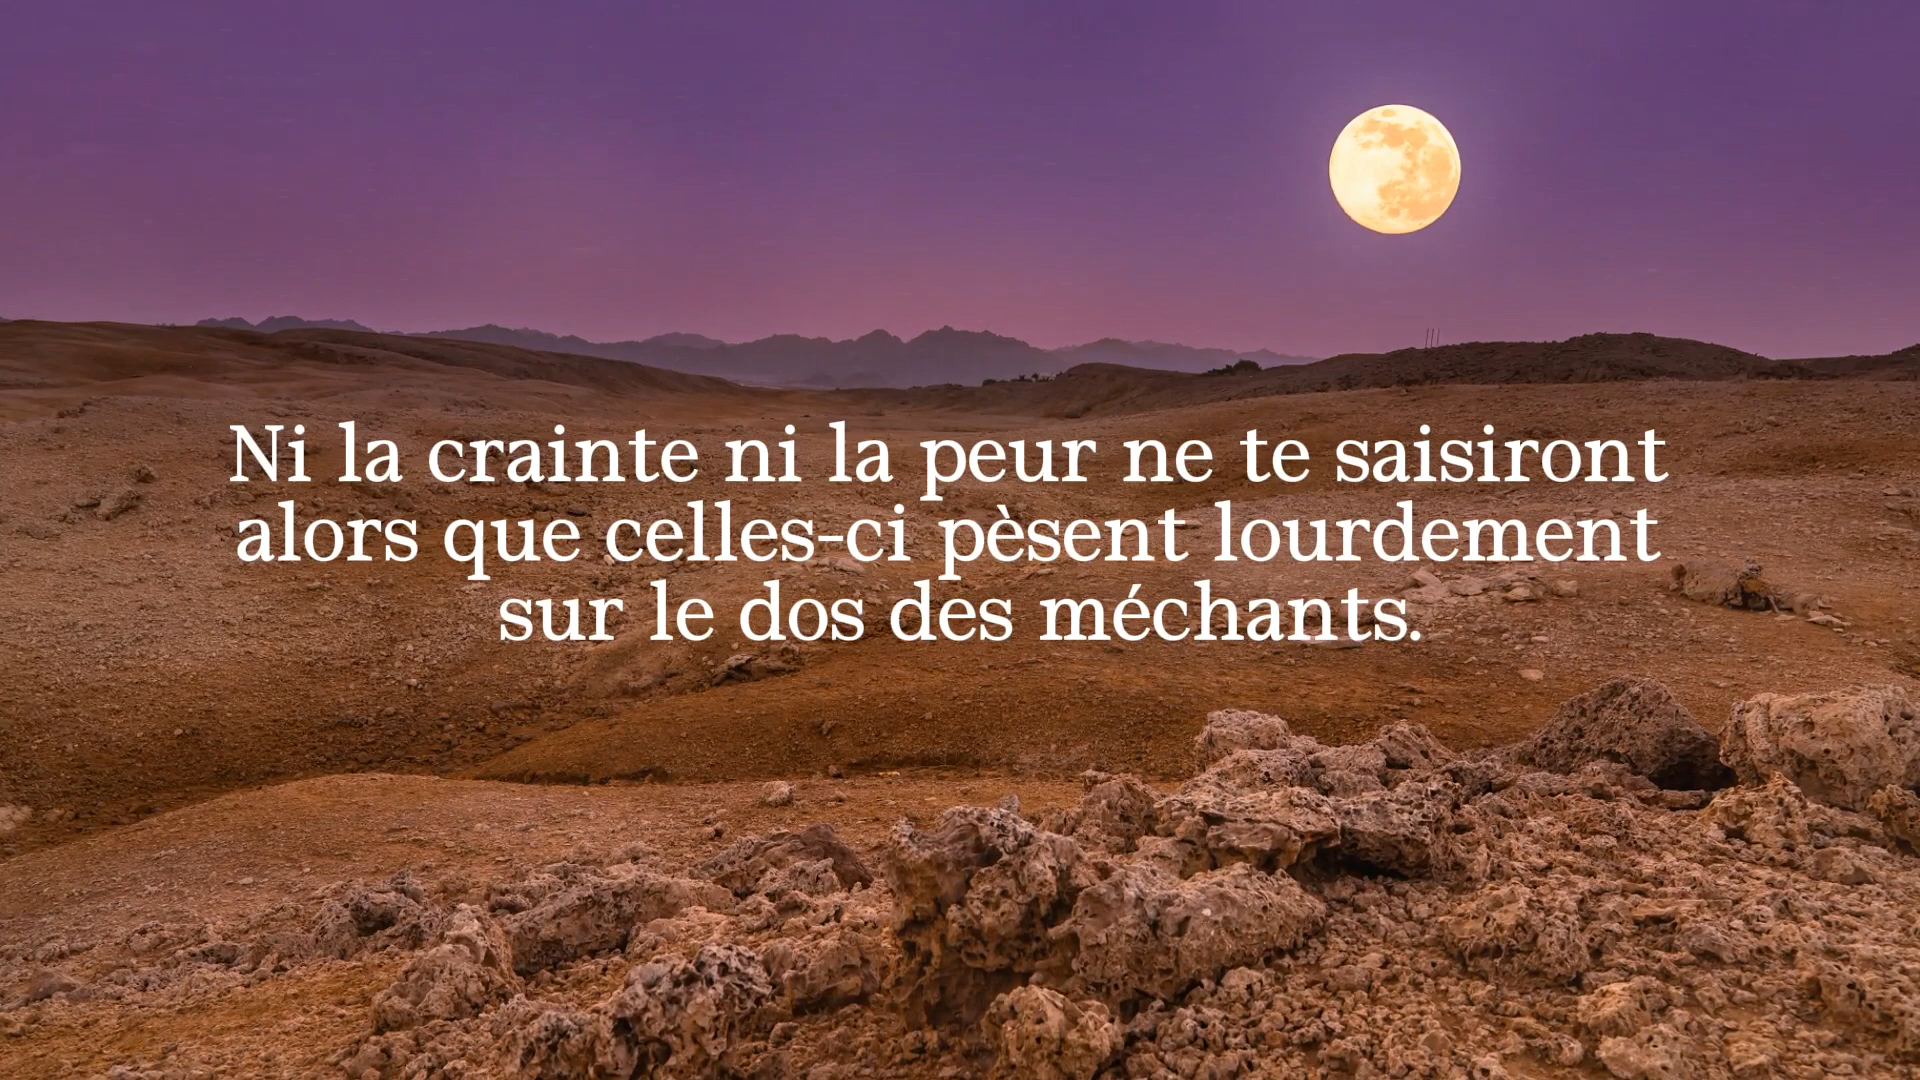 Ni la crainte ni la peur ne te saisiront
alors que celles-ci pèsent lourdement
sur le dos des méchants.